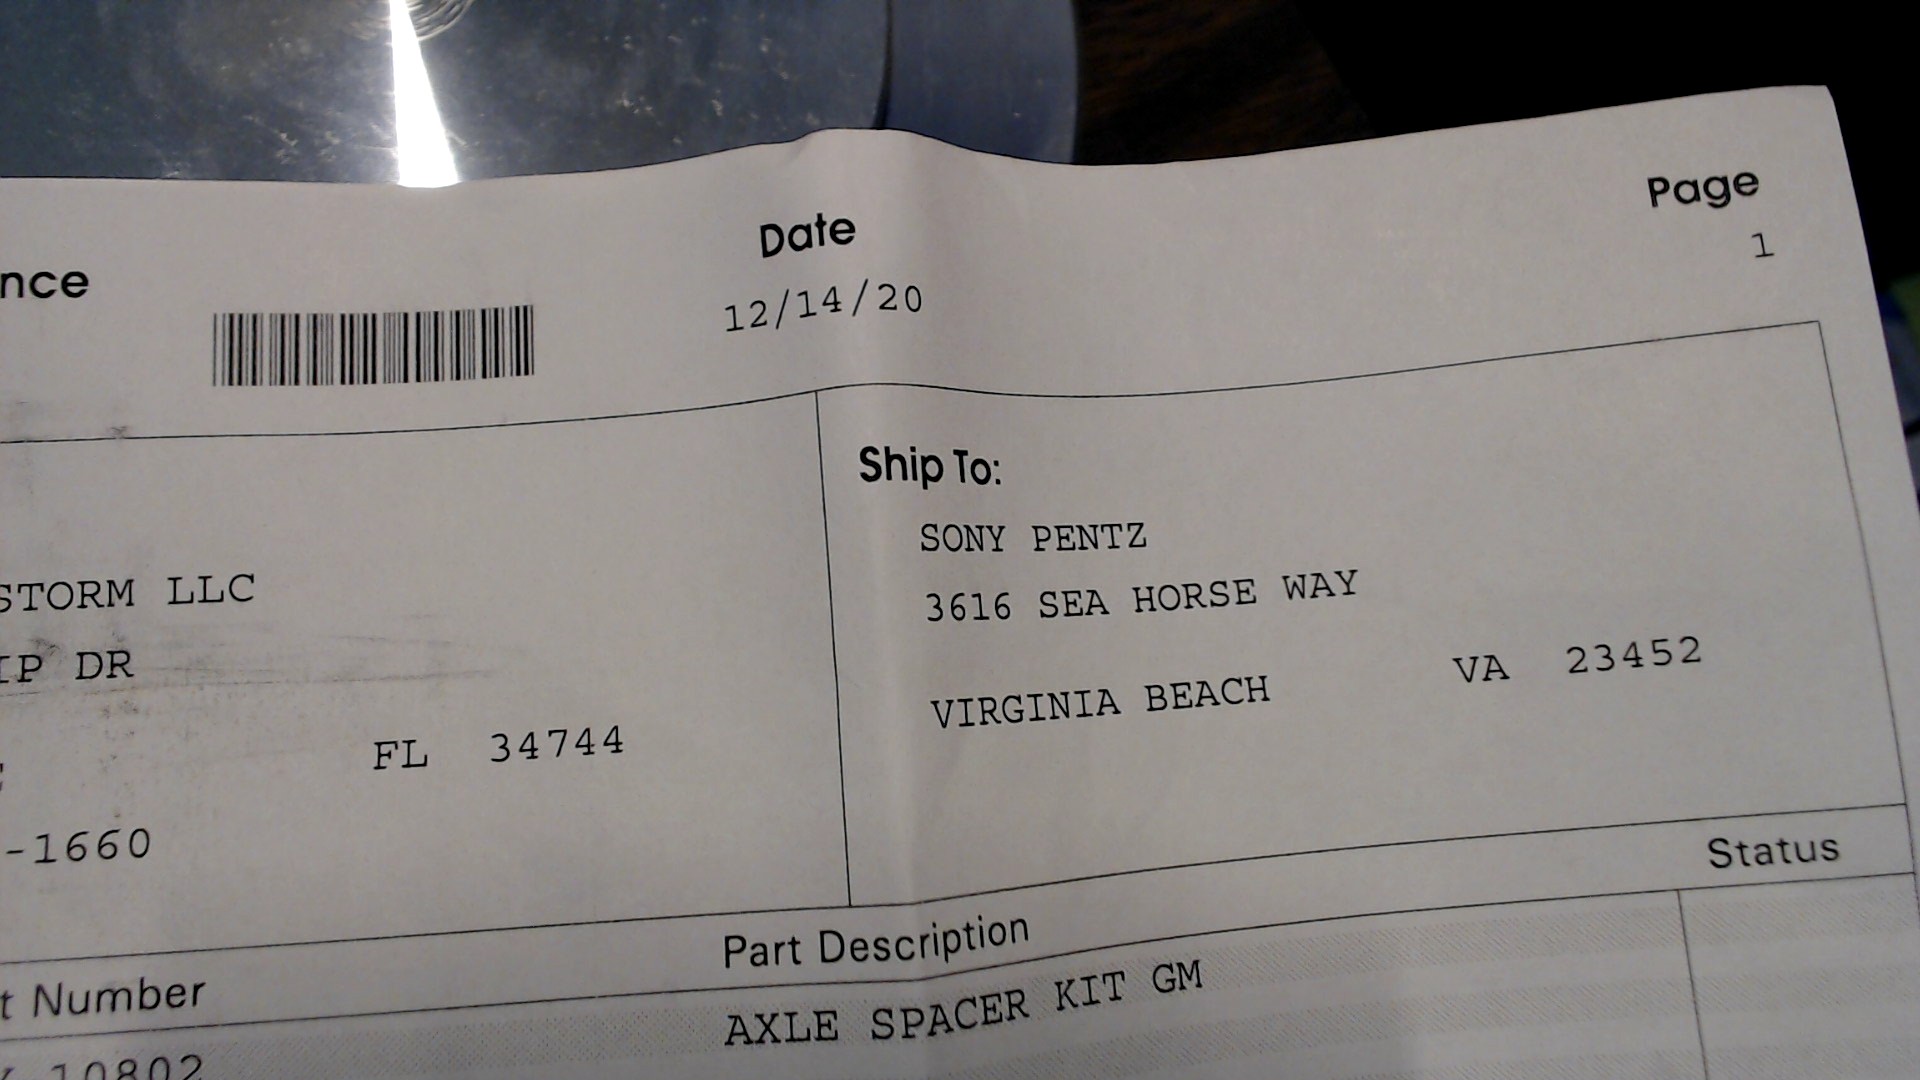 Page
1
Date
12/14/20
nce
STORM LLC
IP DR
FL 34744
-1660
Ship To:
SONY PENTZ
3616 SEA HORSE WAY
VIRGINIA BEACH VA 23452
Status
t Number Part Description
10802 AXLE SPACER KIT GM